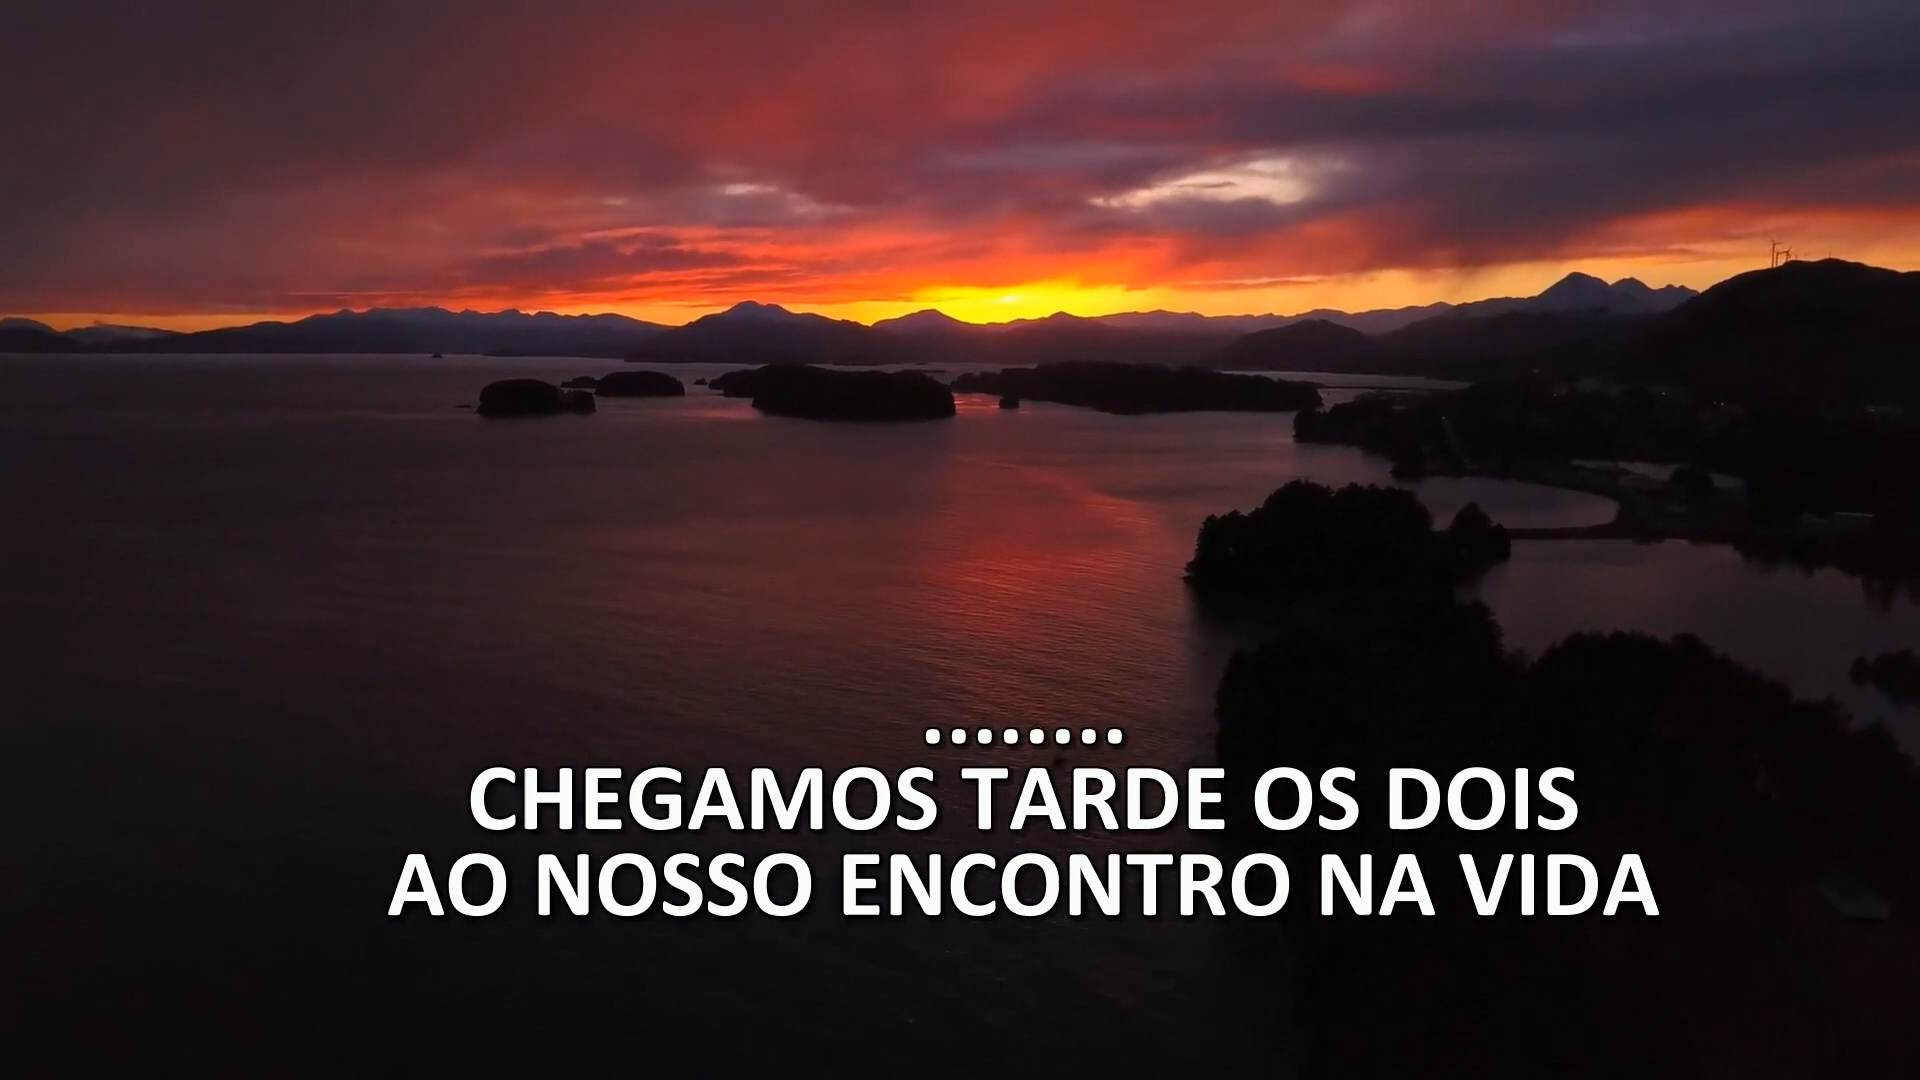 ........
CHEGAMOS TARDE OS DOIS
AO NOSSO ENCONTRO NA VIDA